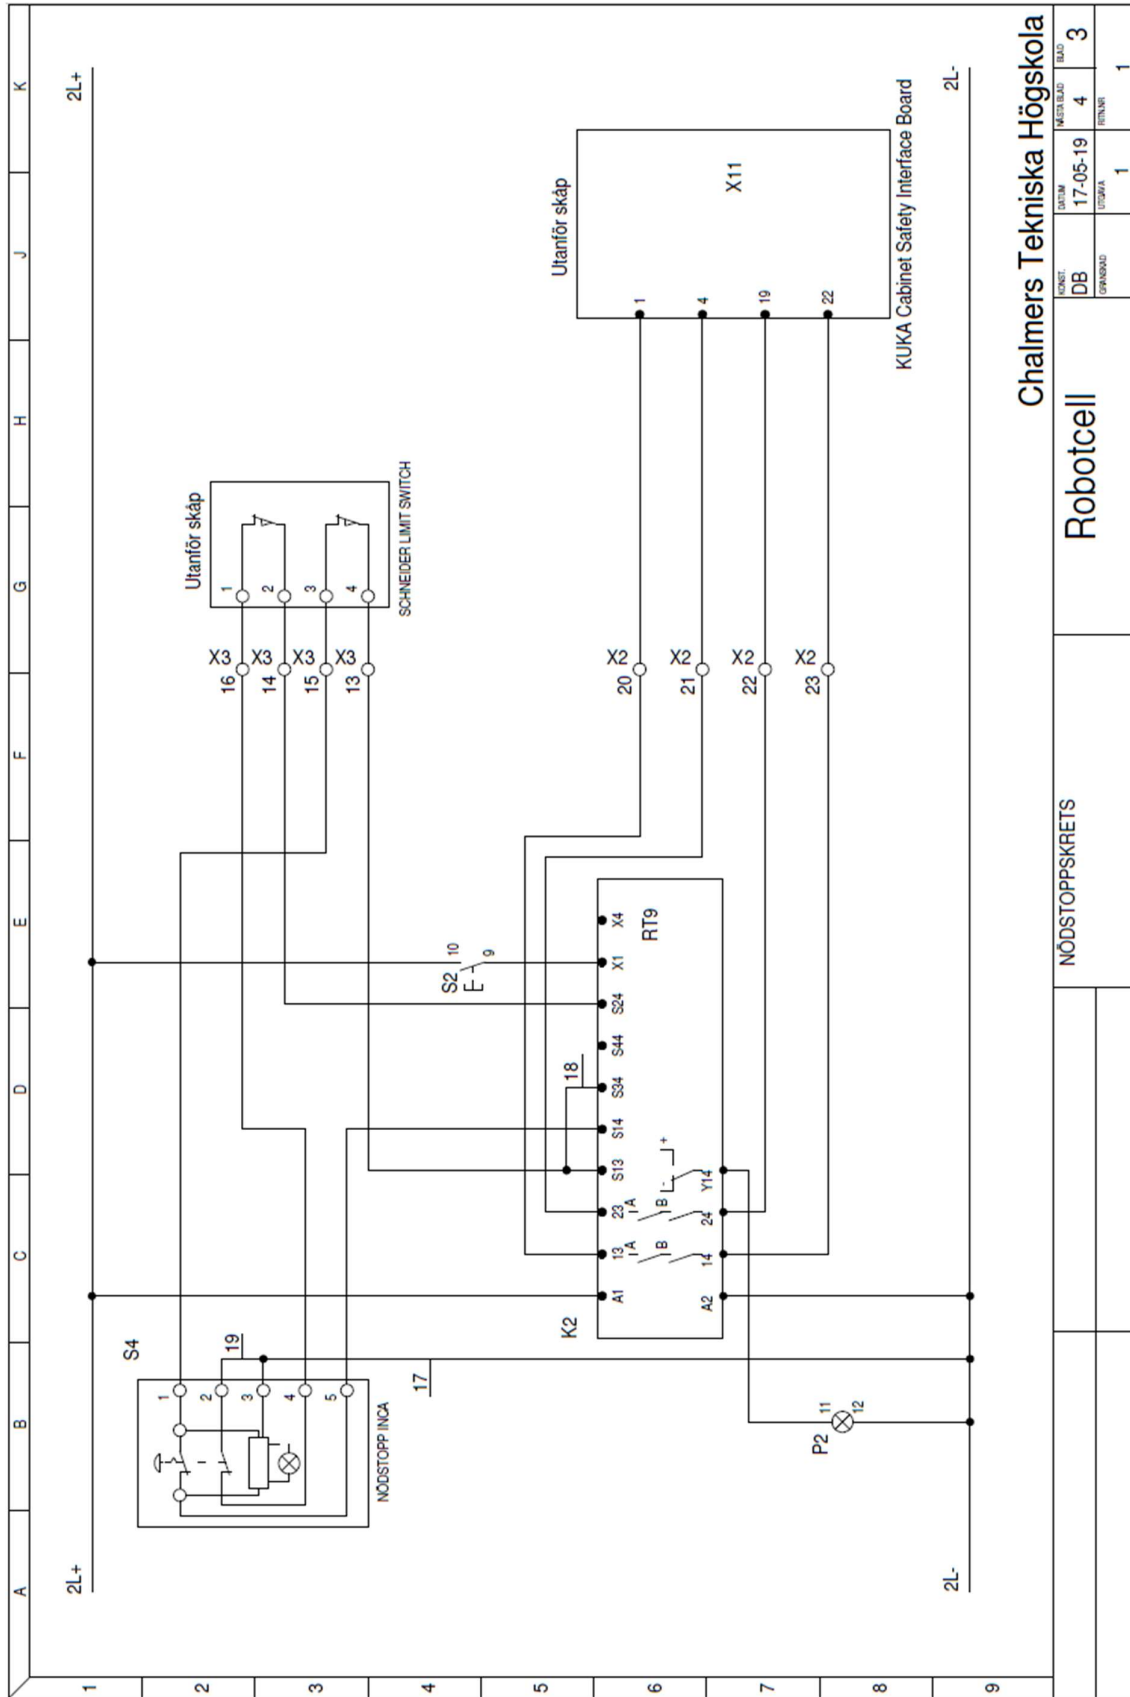 A B C D E F G H J K
1
2
3
4
5
6
7
8
9
2L+ 2L+
S4
1
2
3
4
5
19
17
NÖDSTOPP INCA
Utanför skåp
X3 16 1
X3 14 2
X3 15 3
X3 13 4
SCHNEIDER LIMIT SWITCH
S2 10
9
18
K2
A1 13 23 S13 S14 S34 S44 S24 X1 X4
A A
B B
- +
RT9
A2 14 24 Y14
P2 11
12
X2 20 1
X2 21 4
X2 22 19
X2 23 22
Utanför skåp
X11
KUKA Cabinet Safety Interface Board
2L- 2L-
Chalmers Tekniska Högskola
NÖDSTOPPSKRETS
Robotcell
KONST. DATUM NÄSTA BLAD BLAD
DB 17-05-19 4 3
GRANSKAD UTGÅVA RITN.NR
1 1